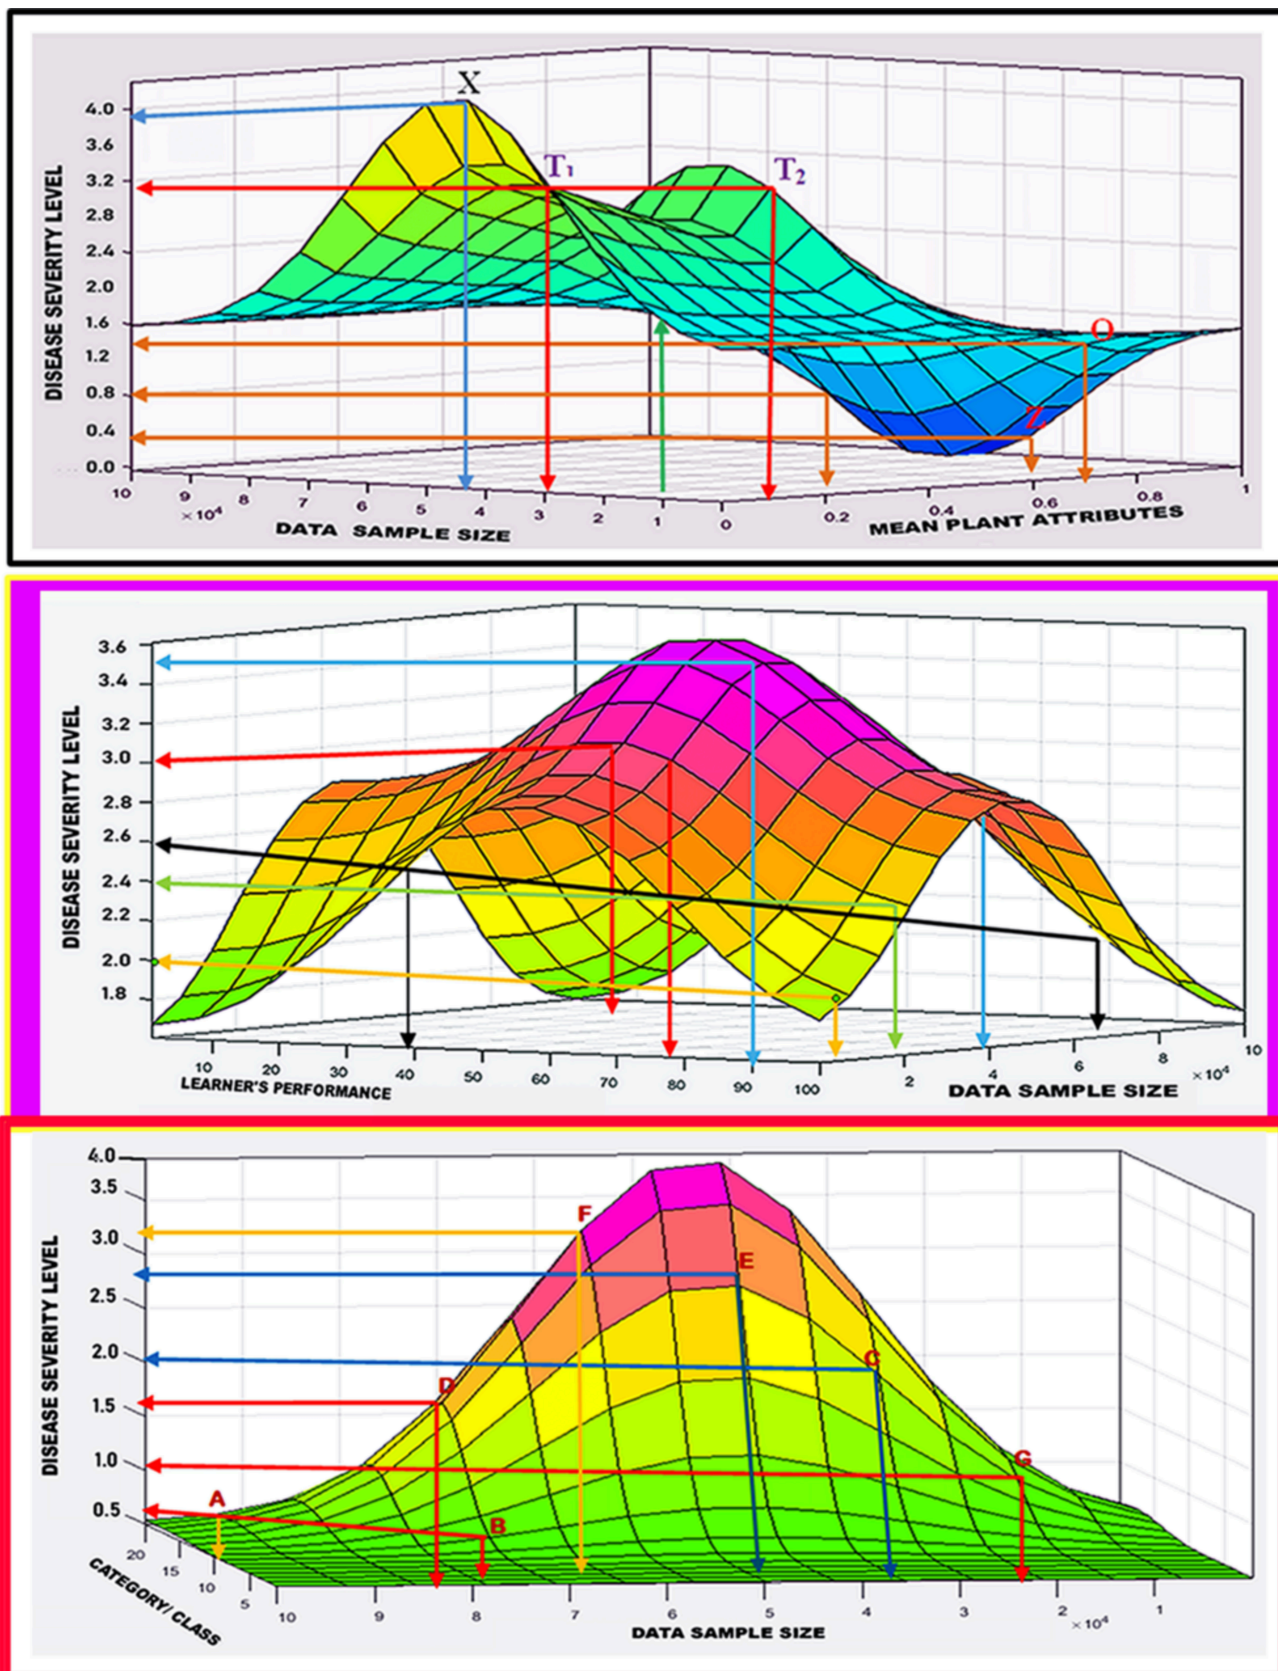 X
4.0
3.6
T1
T2
3.2
2.8
2.4
2.0
1.6
O
1.2
0.8
Z
0.4
0.0
DISEASE SEVERITY LEVEL
10 9 8 7 6 5 4 3 2 1 0 0.2 0.4 0.6 0.8 1
×10⁴
DATA SAMPLE SIZE
MEAN PLANT ATTRIBUTES
3.6
3.4
3.2
3.0
2.8
2.6
2.4
2.2
2.0
1.8
DISEASE SEVERITY LEVEL
10 20 30 40 50 60 70 80 90 100 2 4 6 8 10
×10⁴
LEARNER'S PERFORMANCE
DATA SAMPLE SIZE
4.0
3.5
F
3.0
E
2.5
2.0
C
D
1.5
1.0
G
A
0.5
B
DISEASE SEVERITY LEVEL
20 15 10 5
CATEGORY/ CLASS
10 9 8 7 6 5 4 3 2 1
×10⁴
DATA SAMPLE SIZE